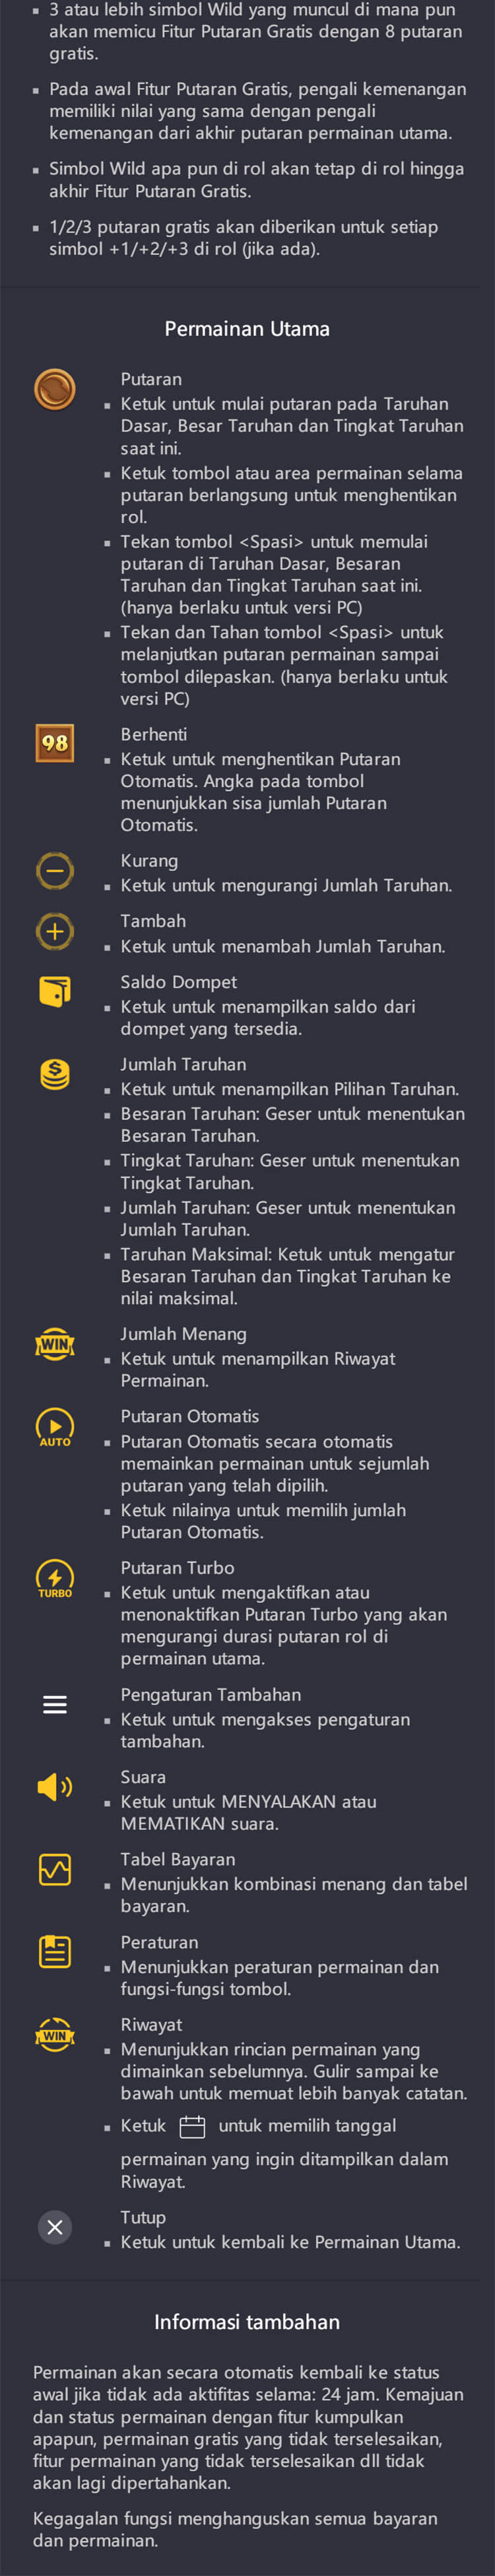 3 atau lebih simbol Wild yang muncul di mana pun
akan memicu Fitur Putaran Gratis dengan 8 putaran
gratis.
Pada awal Fitur Putaran Gratis, pengali kemenangan
memiliki nilai yang sama dengan pengali
kemenangan dari akhir putaran permainan utama.
Simbol Wild apa pun di rol akan tetap di rol hingga
akhir Fitur Putaran Gratis.
1/2/3 putaran gratis akan diberikan untuk setiap
simbol +1/+2/+3 di rol (jika ada).
Permainan Utama
Putaran
Ketuk untuk mulai putaran pada Taruhan
Dasar, Besar Taruhan dan Tingkat Taruhan
saat ini.
Ketuk tombol atau area permainan selama
putaran berlangsung untuk menghentikan
rol.
Tekan tombol <Spasi> untuk memulai
putaran di Taruhan Dasar, Besaran
Taruhan dan Tingkat Taruhan saat ini.
(hanya berlaku untuk versi PC)
Tekan dan Tahan tombol <Spasi> untuk
melanjutkan putaran permainan sampai
tombol dilepaskan. (hanya berlaku untuk
versi PC)
98
Berhenti
Ketuk untuk menghentikan Putaran
Otomatis. Angka pada tombol
menunjukkan sisa jumlah Putaran
Otomatis.
Kurang
Ketuk untuk mengurangi Jumlah Taruhan.
Tambah
Ketuk untuk menambah Jumlah Taruhan.
Saldo Dompet
Ketuk untuk menampilkan saldo dari
dompet yang tersedia.
Jumlah Taruhan
Ketuk untuk menampilkan Pilihan Taruhan.
Besaran Taruhan: Geser untuk menentukan
Besaran Taruhan.
Tingkat Taruhan: Geser untuk menentukan
Tingkat Taruhan.
Jumlah Taruhan: Geser untuk menentukan
Jumlah Taruhan.
Taruhan Maksimal: Ketuk untuk mengatur
Besaran Taruhan dan Tingkat Taruhan ke
nilai maksimal.
WIN
Jumlah Menang
Ketuk untuk menampilkan Riwayat
Permainan.
AUTO
Putaran Otomatis
Putaran Otomatis secara otomatis
memainkan permainan untuk sejumlah
putaran yang telah dipilih.
Ketuk nilainya untuk memilih jumlah
Putaran Otomatis.
TURBO
Putaran Turbo
Ketuk untuk mengaktifkan atau
menonaktifkan Putaran Turbo yang akan
mengurangi durasi putaran rol di
permainan utama.
Pengaturan Tambahan
Ketuk untuk mengakses pengaturan
tambahan.
Suara
Ketuk untuk MENYALAKAN atau
MEMATIKAN suara.
Tabel Bayaran
Menunjukkan kombinasi menang dan tabel
bayaran.
Peraturan
Menunjukkan peraturan permainan dan
fungsi-fungsi tombol.
WIN
Riwayat
Menunjukkan rincian permainan yang
dimainkan sebelumnya. Gulir sampai ke
bawah untuk memuat lebih banyak catatan.
Ketuk untuk memilih tanggal
permainan yang ingin ditampilkan dalam
Riwayat.
Tutup
Ketuk untuk kembali ke Permainan Utama.
Informasi tambahan
Permainan akan secara otomatis kembali ke status
awal jika tidak ada aktifitas selama: 24 jam. Kemajuan
dan status permainan dengan fitur kumpulkan
apapun, permainan gratis yang tidak terselesaikan,
fitur permainan yang tidak terselesaikan dll tidak
akan lagi dipertahankan.
Kegagalan fungsi menghanguskan semua bayaran
dan permainan.